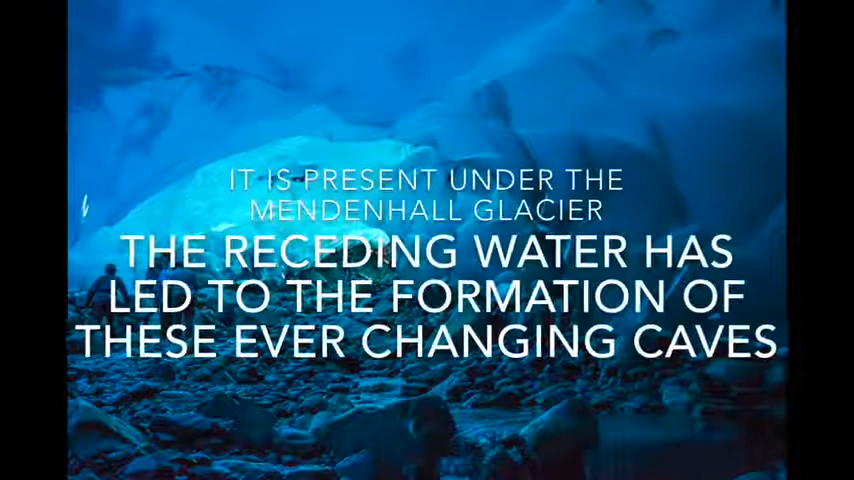 IT IS PRESENT UNDER THE
MENDENHALL GLACIER
THE RECEDING WATER HAS
LED TO THE FORMATION OF
THESE EVER CHANGING CAVES